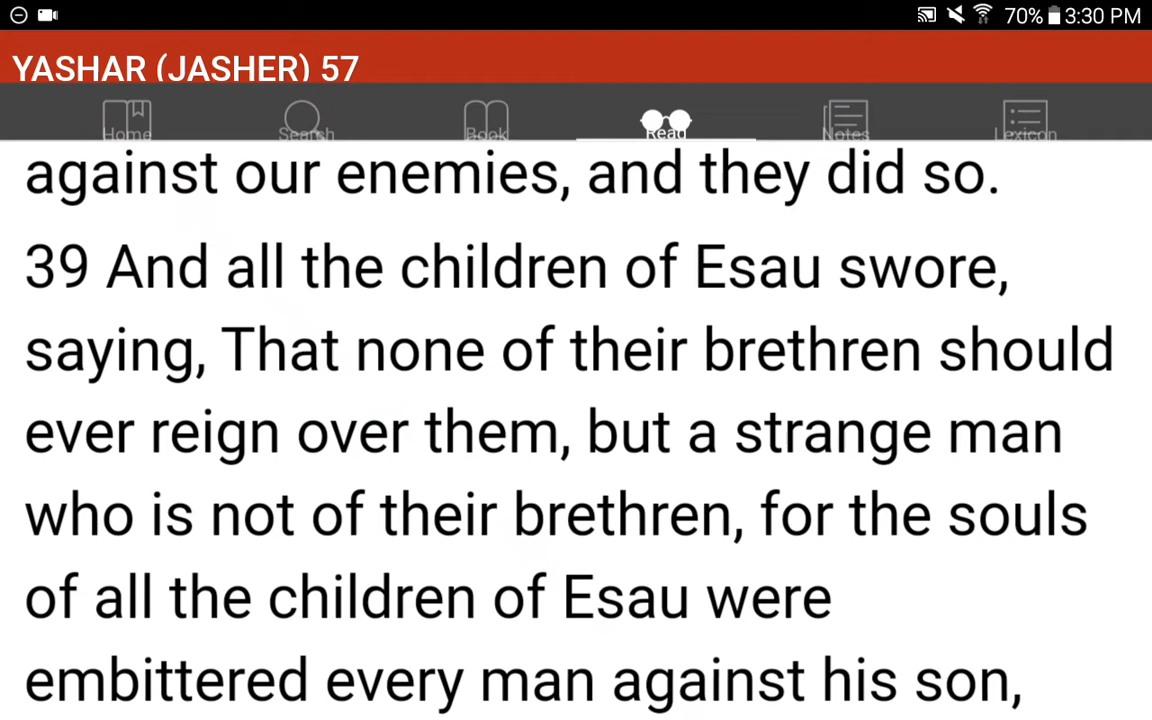 70% 3:30 PM
YASHAR (JASHER) 57
Home Search Book Read Notes Lexicon
against our enemies, and they did so.
39 And all the children of Esau swore,
saying, That none of their brethren should
ever reign over them, but a strange man
who is not of their brethren, for the souls
of all the children of Esau were
embittered every man against his son,